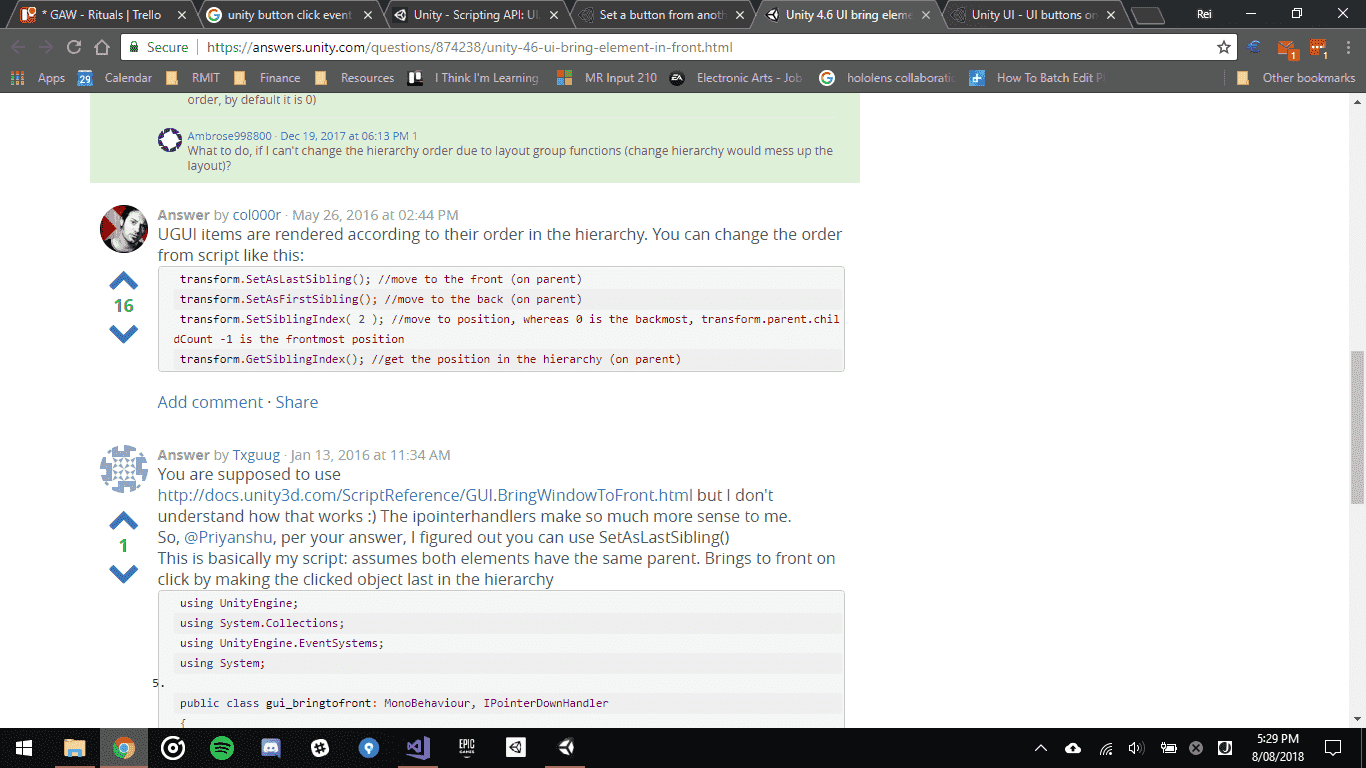 * GAW - Rituals | Trello
unity button click event
Unity - Scripting API: UI.
Set a button from anoth
Unity 4.6 UI bring eleme
Unity UI - UI buttons on
Rei
Secure
https://answers.unity.com/questions/874238/unity-46-ui-bring-element-in-front.html
1
1
Apps
29
Calendar
RMIT
Finance
Resources
I Think I'm Learning
MR Input 210
Electronic Arts - Job
hololens collaboratio
How To Batch Edit P
Other bookmarks
order, by default it is 0)
Ambrose998800 · Dec 19, 2017 at 06:13 PM 1
What to do, if I can't change the hierarchy order due to layout group functions (change hierarchy would mess up the
layout)?
Answer by col000r · May 26, 2016 at 02:44 PM
UGUI items are rendered according to their order in the hierarchy. You can change the order
from script like this:
transform.SetAsLastSibling(); //move to the front (on parent)
transform.SetAsFirstSibling(); //move to the back (on parent)
transform.SetSiblingIndex( 2 ); //move to position, whereas 0 is the backmost, transform.parent.chil
dCount -1 is the frontmost position
transform.GetSiblingIndex(); //get the position in the hierarchy (on parent)
16
Add comment · Share
Answer by Txguug · Jan 13, 2016 at 11:34 AM
You are supposed to use
http://docs.unity3d.com/ScriptReference/GUI.BringWindowToFront.html but I don't
understand how that works :) The ipointerhandlers make so much more sense to me.
So, @Priyanshu, per your answer, I figured out you can use SetAsLastSibling()
This is basically my script: assumes both elements have the same parent. Brings to front on
click by making the clicked object last in the hierarchy
1
using UnityEngine;
using System.Collections;
using UnityEngine.EventSystems;
using System;
5.
public class gui_bringtofront: MonoBehaviour, IPointerDownHandler
{
EPIC
GAMES
5:29 PM
8/08/2018